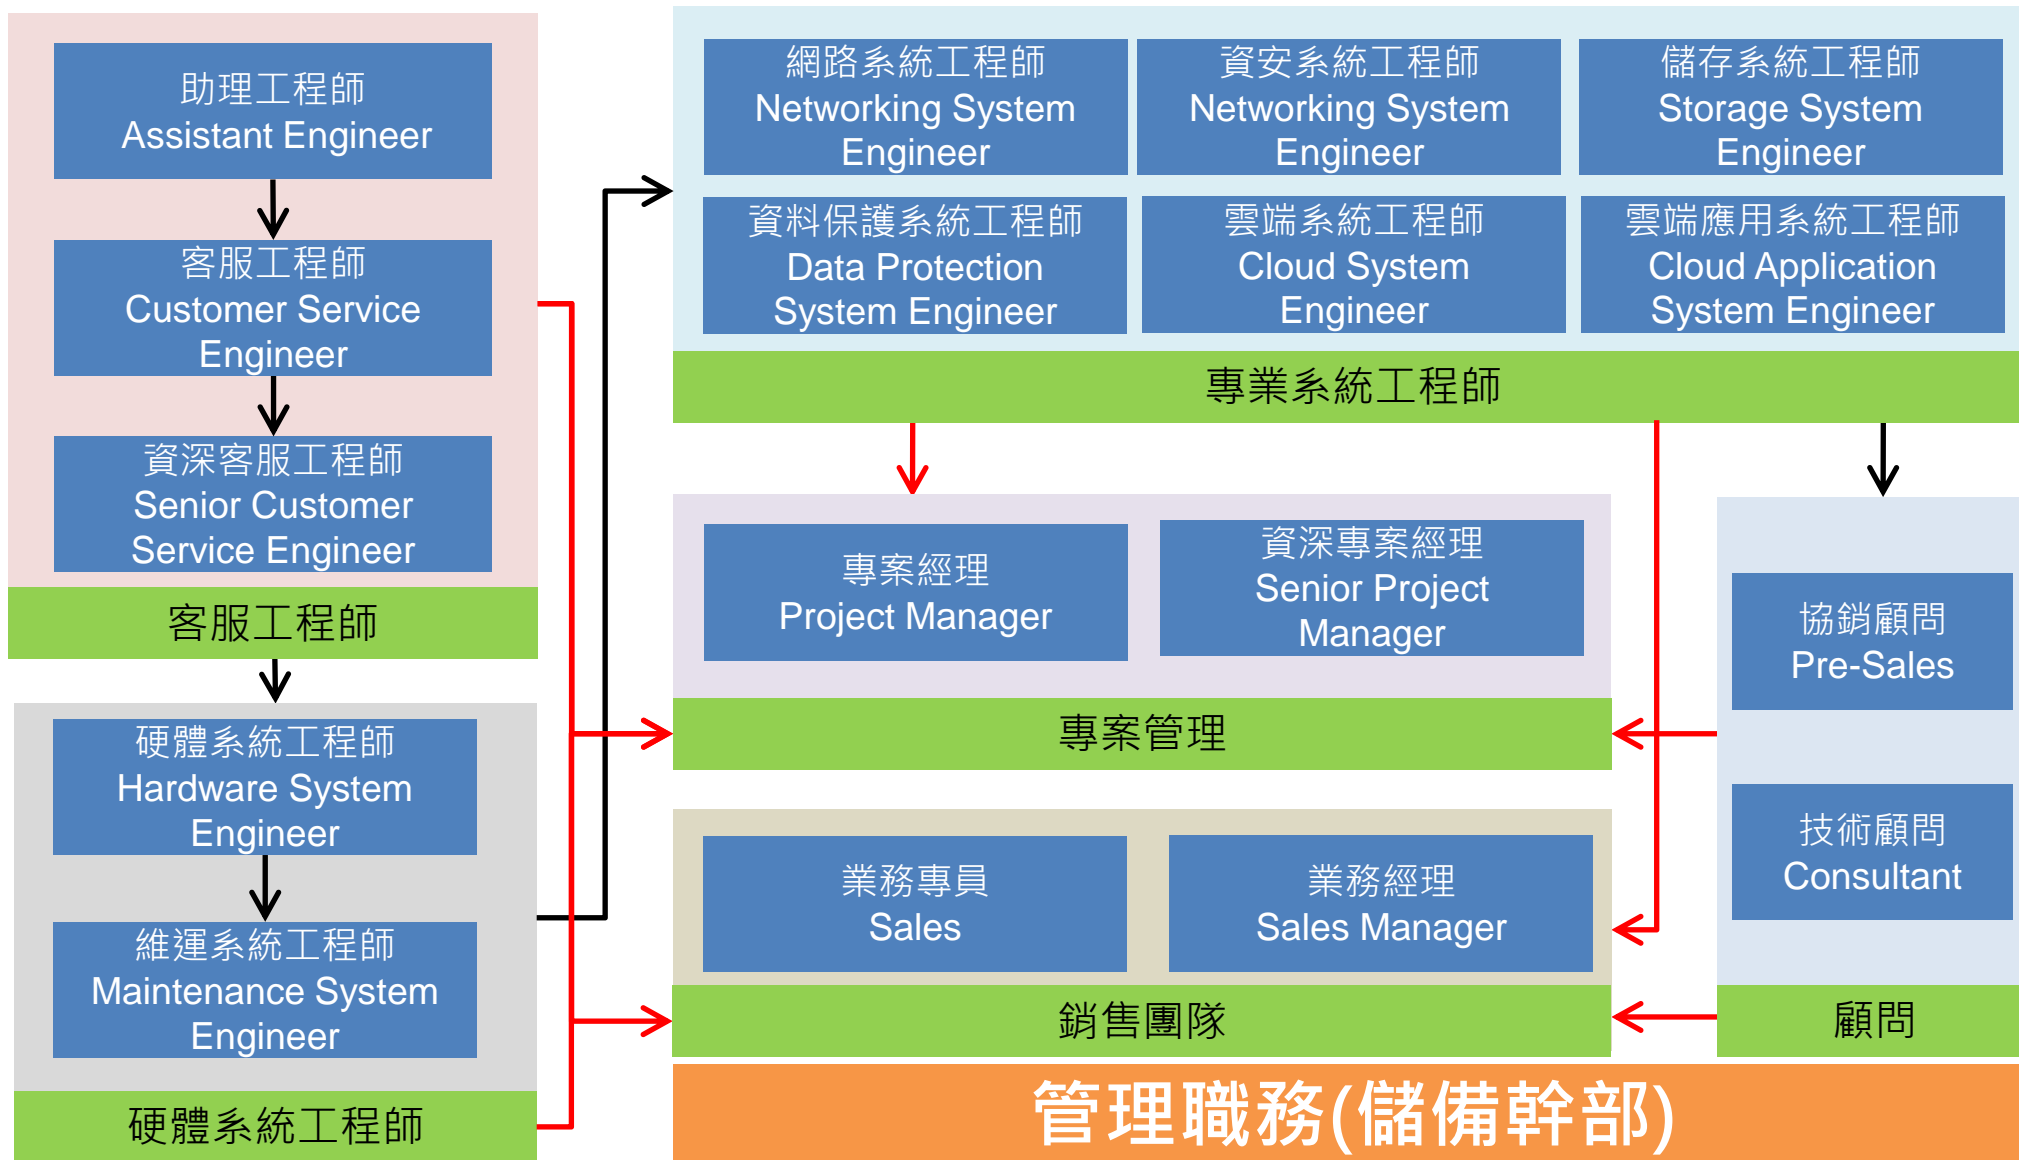 助理工程師
Assistant Engineer
客服工程師
Customer Service
Engineer
資深客服工程師
Senior Customer
Service Engineer
客服工程師
硬體系統工程師
Hardware System
Engineer
維運系統工程師
Maintenance System
Engineer
硬體系統工程師
網路系統工程師
Networking System
Engineer
資安系統工程師
Networking System
Engineer
儲存系統工程師
Storage System
Engineer
資料保護系統工程師
Data Protection
System Engineer
雲端系統工程師
Cloud System
Engineer
雲端應用系統工程師
Cloud Application
System Engineer
專業系統工程師
專案經理
Project Manager
資深專案經理
Senior Project
Manager
專案管理
業務專員
Sales
業務經理
Sales Manager
銷售團隊
協銷顧問
Pre-Sales
技術顧問
Consultant
顧問
管理職務(儲備幹部)